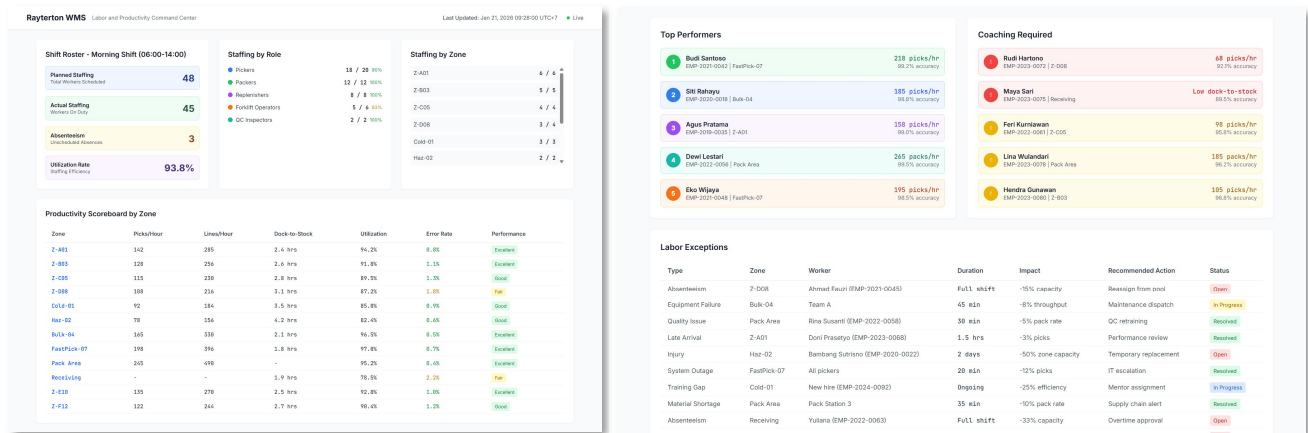 Rayterton WMS Labor and Productivity Command Center
Last Updated: Jan 21, 2026 09:28:00 UTC+7 Live
Shift Roster - Morning Shift (06:00-14:00)
Planned Staffing
Total Workers Scheduled
48
Actual Staffing
Workers On Duty
45
Absenteeism
Unscheduled Absences
3
Utilization Rate
Staffing Efficiency
93.8%
Staffing by Role
Pickers 18 / 20 90%
Packers 12 / 12 100%
Replenishers 8 / 8 100%
Forklift Operators 5 / 6 83%
QC Inspectors 2 / 2 100%
Staffing by Zone
Z-A01 6 / 6
Z-B03 5 / 5
Z-C05 4 / 4
Z-D08 3 / 4
Cold-01 3 / 3
Haz-02 2 / 2
Productivity Scoreboard by Zone
Zone Picks/Hour Lines/Hour Dock-to-Stock Utilization Error Rate Performance
Z-A01 142 285 2.4 hrs 94.2% 0.8% Excellent
Z-B03 128 256 2.6 hrs 91.8% 1.1% Excellent
Z-C05 115 230 2.8 hrs 89.5% 1.3% Good
Z-D08 108 216 3.1 hrs 87.2% 1.8% Fair
Cold-01 92 184 3.5 hrs 85.8% 0.9% Good
Haz-02 78 156 4.2 hrs 82.4% 0.6% Good
Bulk-04 165 330 2.1 hrs 96.5% 0.5% Excellent
FastPick-07 198 396 1.8 hrs 97.8% 0.7% Excellent
Pack Area 245 490 - 95.2% 0.4% Excellent
Receiving - - 1.9 hrs 78.5% 2.2% Fair
Z-E10 135 270 2.5 hrs 92.8% 1.0% Excellent
Z-F12 122 244 2.7 hrs 90.4% 1.2% Good
Top Performers
1 Budi Santoso 218 picks/hr
EMP-2021-0042 | FastPick-07 99.2% accuracy
2 Siti Rahayu 185 picks/hr
EMP-2020-0018 | Bulk-04 98.8% accuracy
3 Agus Pratama 158 picks/hr
EMP-2019-0035 | Z-A01 99.0% accuracy
4 Dewi Lestari 265 packs/hr
EMP-2022-0056 | Pack Area 99.5% accuracy
5 Eko Wijaya 195 picks/hr
EMP-2021-0048 | FastPick-07 98.5% accuracy
Coaching Required
! Rudi Hartono 68 picks/hr
EMP-2023-0072 | Z-D08 92.1% accuracy
! Maya Sari Low dock-to-stock
EMP-2023-0075 | Receiving 89.5% accuracy
! Feri Kurniawan 98 picks/hr
EMP-2022-0061 | Z-C05 95.8% accuracy
! Lina Wulandari 185 packs/hr
EMP-2023-0078 | Pack Area 96.2% accuracy
! Hendra Gunawan 105 picks/hr
EMP-2023-0080 | Z-B03 96.8% accuracy
Labor Exceptions
Type Zone Worker Duration Impact Recommended Action Status
Absenteeism Z-D08 Ahmad Fauzi (EMP-2021-0045) Full shift -15% capacity Reassign from pool Open
Equipment Failure Bulk-04 Team A 45 min -8% throughput Maintenance dispatch In Progress
Quality Issue Pack Area Rina Susanti (EMP-2022-0058) 30 min -5% pack rate QC retraining Resolved
Late Arrival Z-A01 Doni Prasetyo (EMP-2023-0068) 1.5 hrs -3% picks Performance review Resolved
Injury Haz-02 Bambang Sutrisno (EMP-2020-0022) 2 days -50% zone capacity Temporary replacement Open
System Outage FastPick-07 All pickers 20 min -12% picks IT escalation Resolved
Training Gap Cold-01 New hire (EMP-2024-0092) Ongoing -25% efficiency Mentor assignment In Progress
Material Shortage Pack Area Pack Station 3 35 min -10% pack rate Supply chain alert Resolved
Absenteeism Receiving Yuliana (EMP-2022-0063) Full shift -33% capacity Overtime approval Open